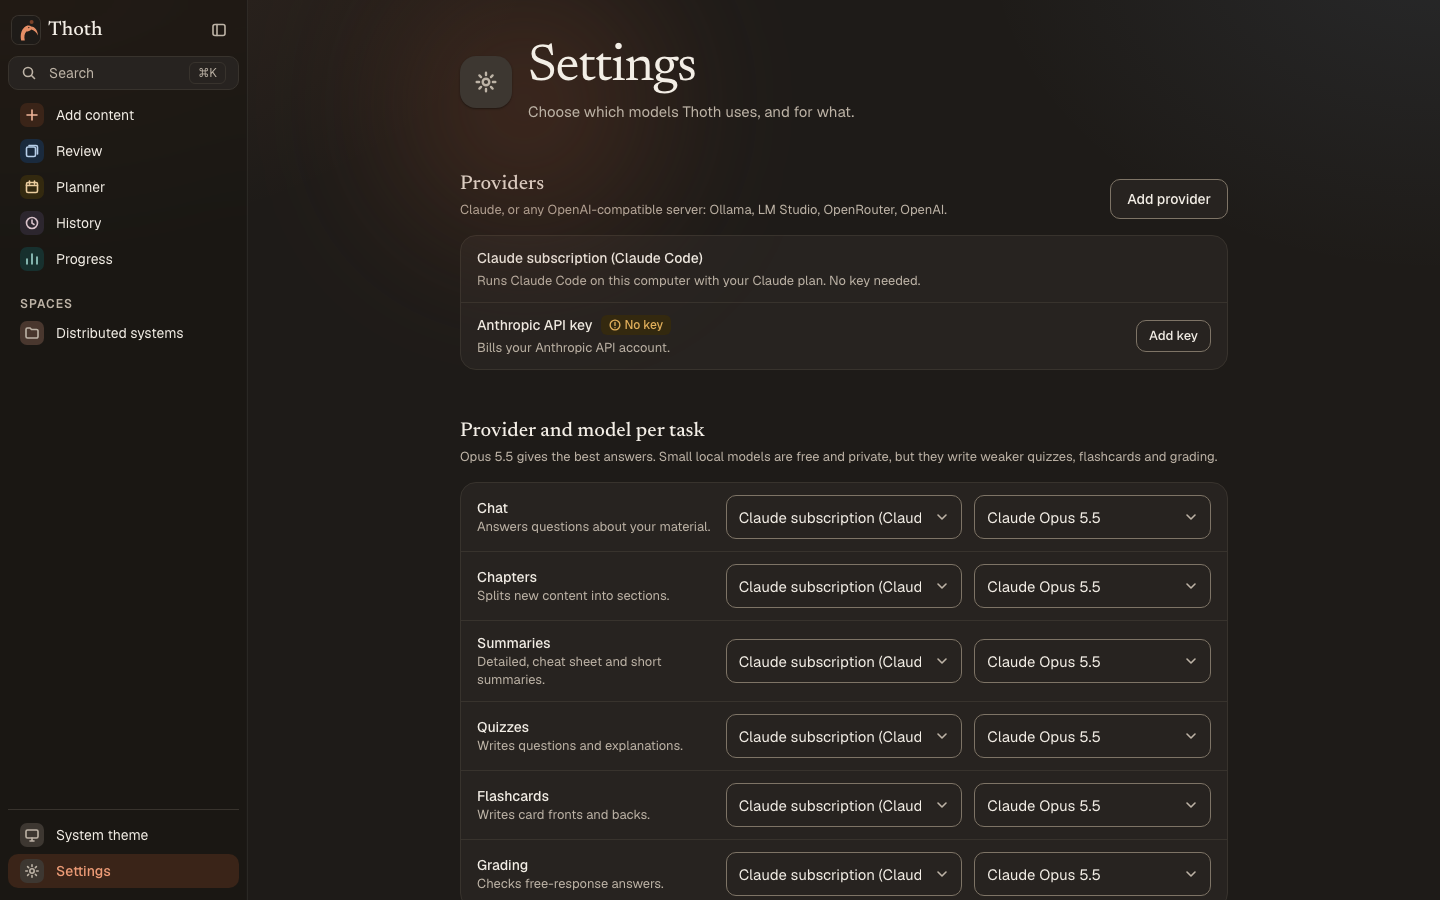 Thoth
Search
⌘K
Add content
Review
Planner
History
Progress
SPACES
Distributed systems
System theme
Settings
Settings
Choose which models Thoth uses, and for what.
Providers
Claude, or any OpenAI-compatible server: Ollama, LM Studio, OpenRouter, OpenAI.
Add provider
Claude subscription (Claude Code)
Runs Claude Code on this computer with your Claude plan. No key needed.
Anthropic API key
No key
Bills your Anthropic API account.
Add key
Provider and model per task
Opus 5.5 gives the best answers. Small local models are free and private, but they write weaker quizzes, flashcards and grading.
Chat
Answers questions about your material.
Claude subscription (Claud
Claude Opus 5.5
Chapters
Splits new content into sections.
Claude subscription (Claud
Claude Opus 5.5
Summaries
Detailed, cheat sheet and short
summaries.
Claude subscription (Claud
Claude Opus 5.5
Quizzes
Writes questions and explanations.
Claude subscription (Claud
Claude Opus 5.5
Flashcards
Writes card fronts and backs.
Claude subscription (Claud
Claude Opus 5.5
Grading
Checks free-response answers.
Claude subscription (Claud
Claude Opus 5.5